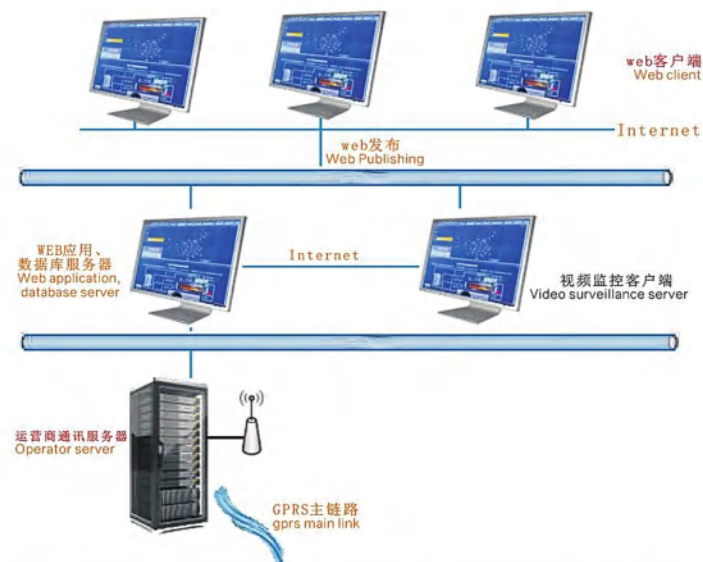 web客户端
Web client
Internet
web发布
Web Publishing
WEB应用、
数据库服务器
Web application,
database server
Internet
视频监控客户端
Video surveillance server
运营商通讯服务器
Operator server
GPRS主链路
gprs main link